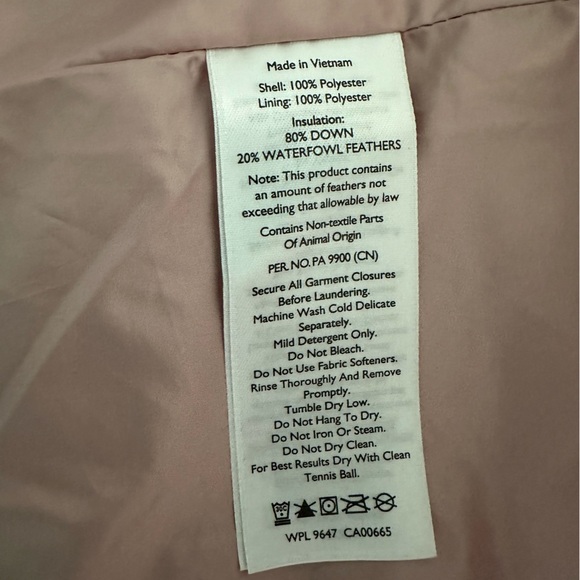 Made in Vietnam
Shell: 100% Polyester
Lining: 100% Polyester
Insulation:
80% DOWN
20% WATERFOWL FEATHERS
Note: This product contains
an amount of feathers not
exceeding that allowable by law
Contains Non-textile Parts
Of Animal Origin
PER. NO. PA 9900 (CN)
Secure All Garment Closures
Before Laundering.
Machine Wash Cold Delicate
Separately.
Mild Detergent Only.
Do Not Bleach.
Do Not Use Fabric Softeners.
Rinse Thoroughly And Remove
Promptly.
Tumble Dry Low.
Do Not Hang To Dry.
Do Not Iron Or Steam.
Do Not Dry Clean.
For Best Results Dry With Clean
Tennis Ball.
WPL 9647 CA00665